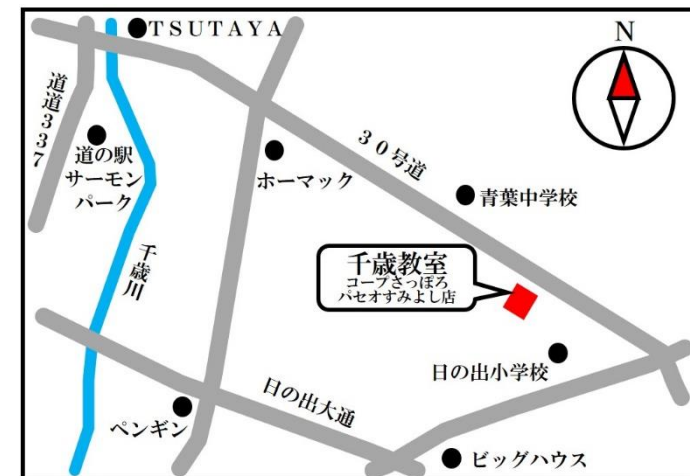 TSUTAYA
N
道道337
道の駅
サーモン
パーク
ホーマック
30号道
青葉中学校
千歳川
千歳教室
コープさっぽろ
パセオすみよし店
日の出小学校
日の出大通
ペンギン
ビッグハウス